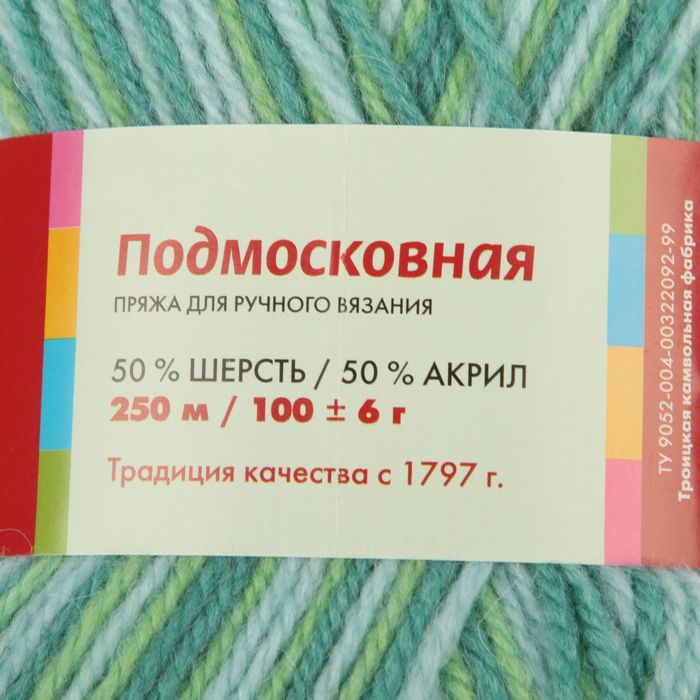 Подмосковная
ПРЯЖА ДЛЯ РУЧНОГО ВЯЗАНИЯ
50 % ШЕРСТЬ / 50 % АКРИЛ
250 м / 100 ± 6 г
Традиция качества с 1797 г.
ТУ 9052-004-00322092-99
Троицкая камвольная фабрика